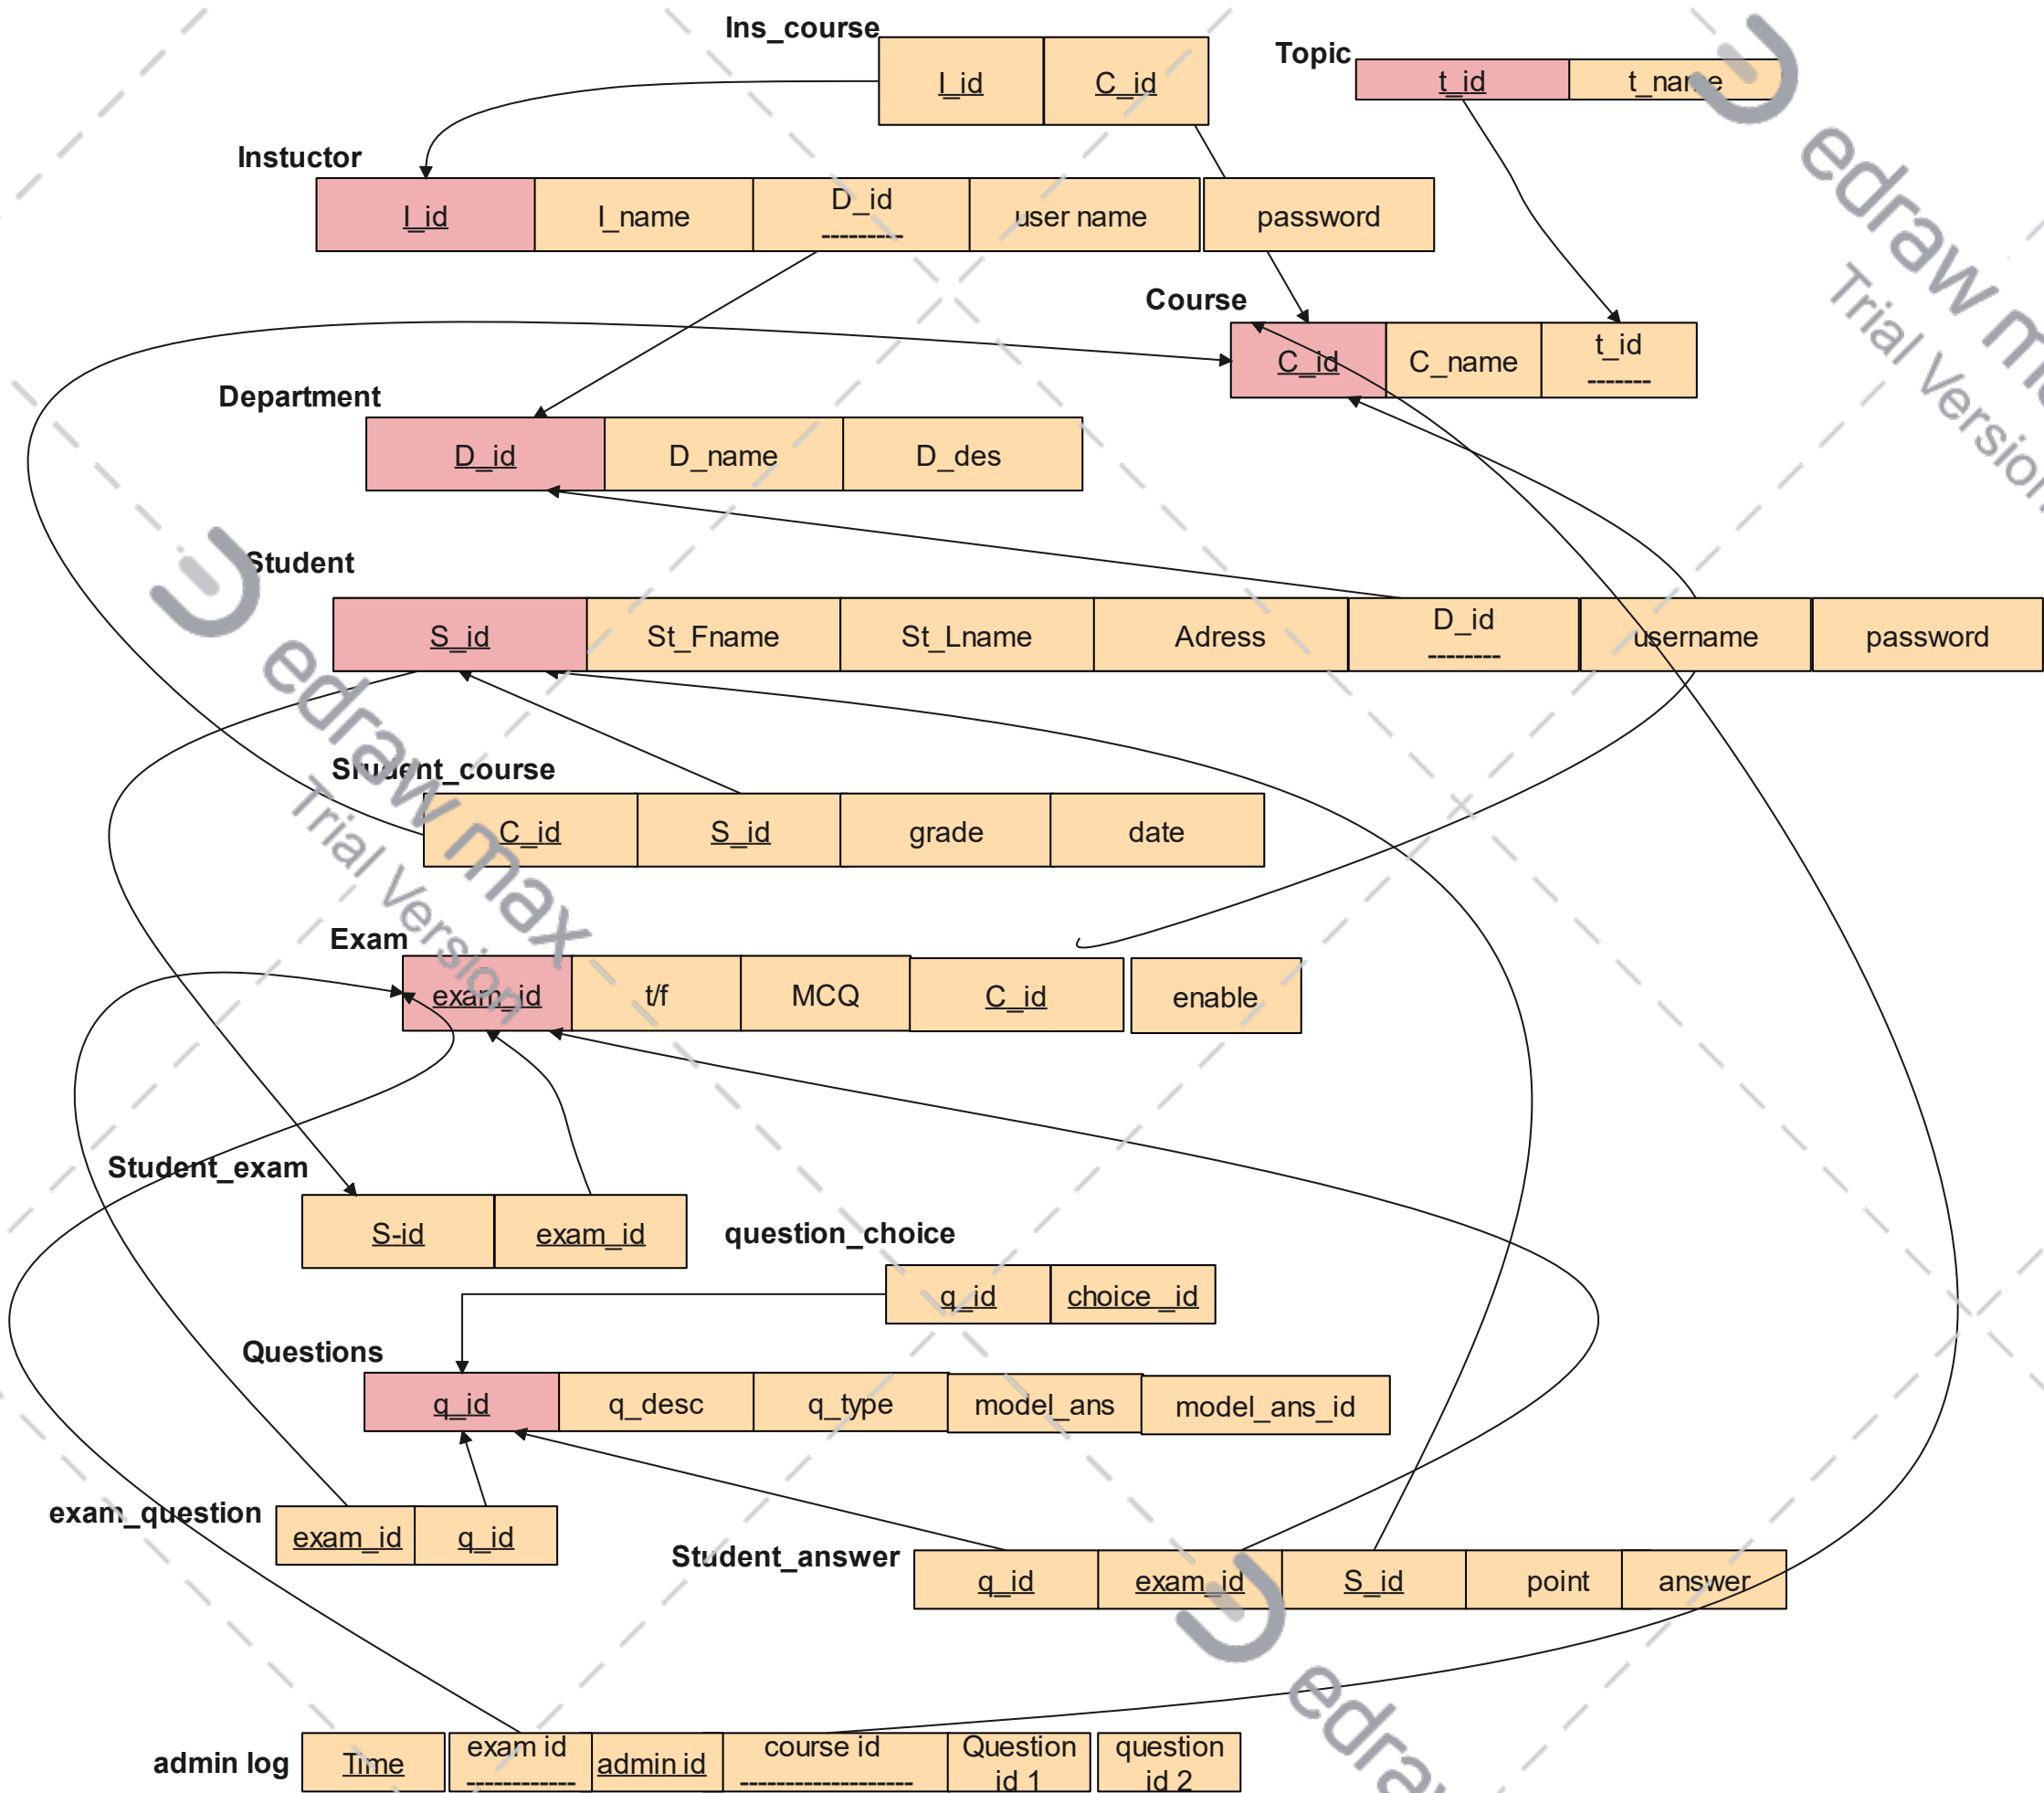 Ins_course
I_id C_id
Topic
t_id t_name
Instuctor
I_id I_name D_id user name password
---------
Course
C_id C_name t_id
-------
Department
D_id D_name D_des
Student
S_id St_Fname St_Lname Adress D_id username password
--------
Student_course
C_id S_id grade date
Exam
exam_id t/f MCQ C_id enable
Student_exam
S-id exam_id
question_choice
q_id choice _id
Questions
q_id q_desc q_type model_ans model_ans_id
exam_question
exam_id q_id
Student_answer
q_id exam_id S_id point answer
admin log
Time exam id admin id course id Question id 1 question id 2
------------ -------------------
edraw max
Trial Version
edraw max
Trial Version